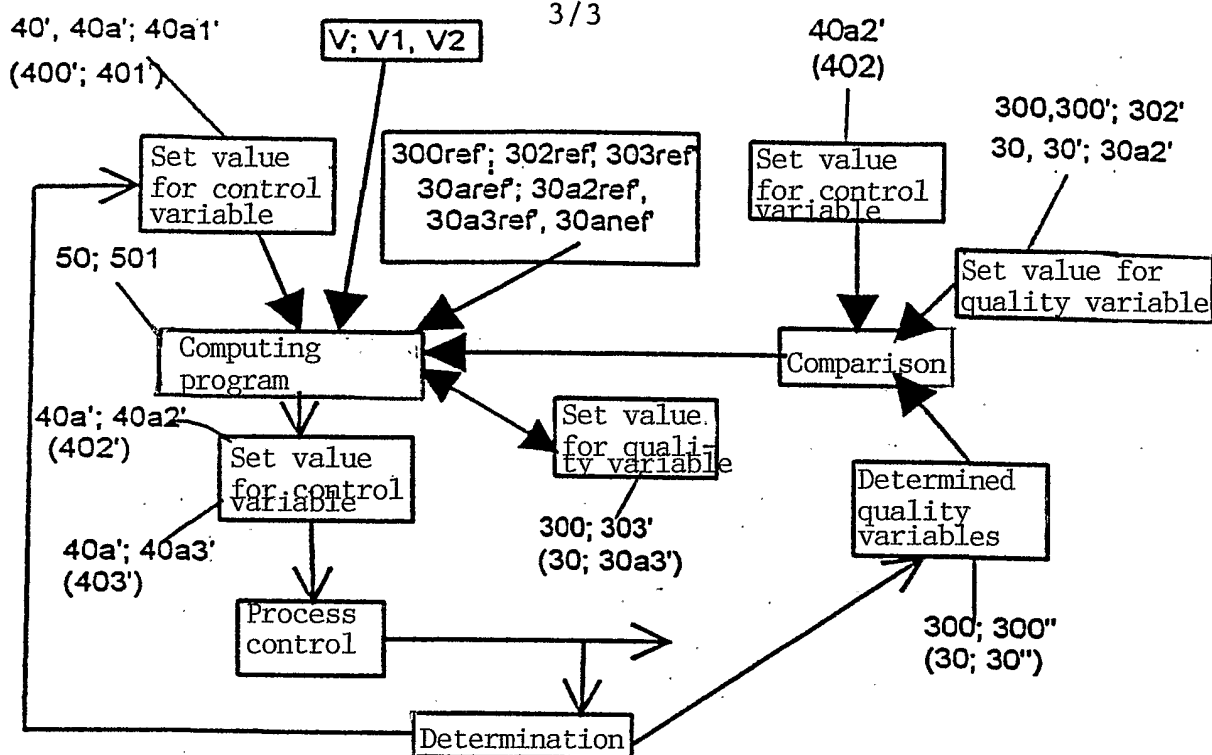 3/3
40', 40a'; 40a1'
(400'; 401')
V; V1, V2
40a2'
(402)
300,300'; 302'
30, 30'; 30a2'
Set value
for control
variable
300ref'; 302ref', 303ref'
30aref'; 30a2ref',
30a3ref', 30anef'
Set value
for control
variable
50; 501
Set value for
quality variable
Computing
program
Comparison
40a'; 40a2'
(402')
Set value
for control
variable
Set value
for quali-
ty variable
Determined
quality
variables
40a'; 40a3'
(403')
300; 303'
(30; 30a3')
Process
control
300; 300"
(30; 30")
Determination